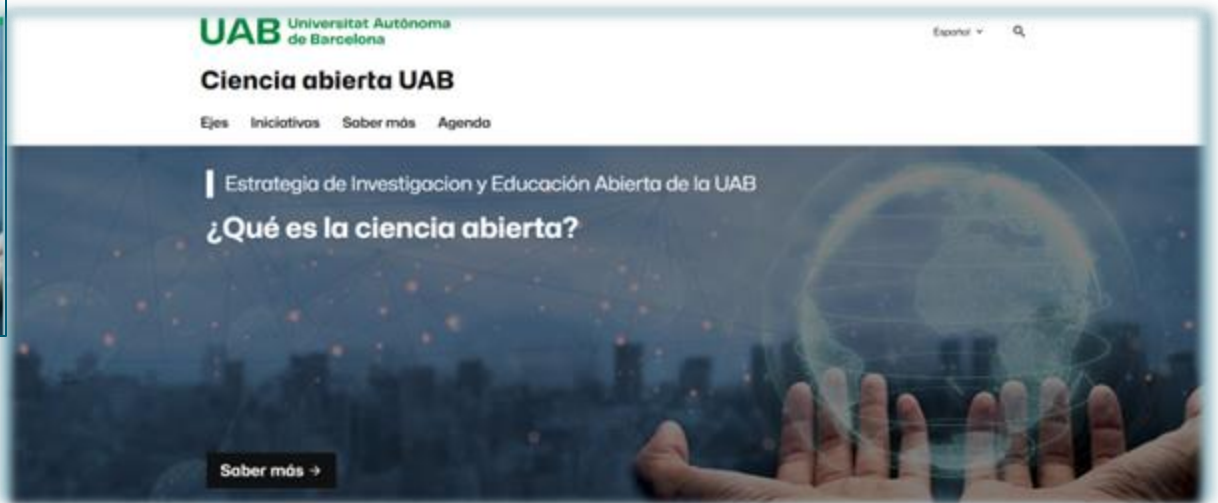 UAB Universitat Autònoma
de Barcelona
Español
Ciencia abierta UAB
Ejes Iniciativas Saber más Agenda
Estrategia de Investigacion y Educación Abierta de la UAB
¿Qué es la ciencia abierta?
Saber más →